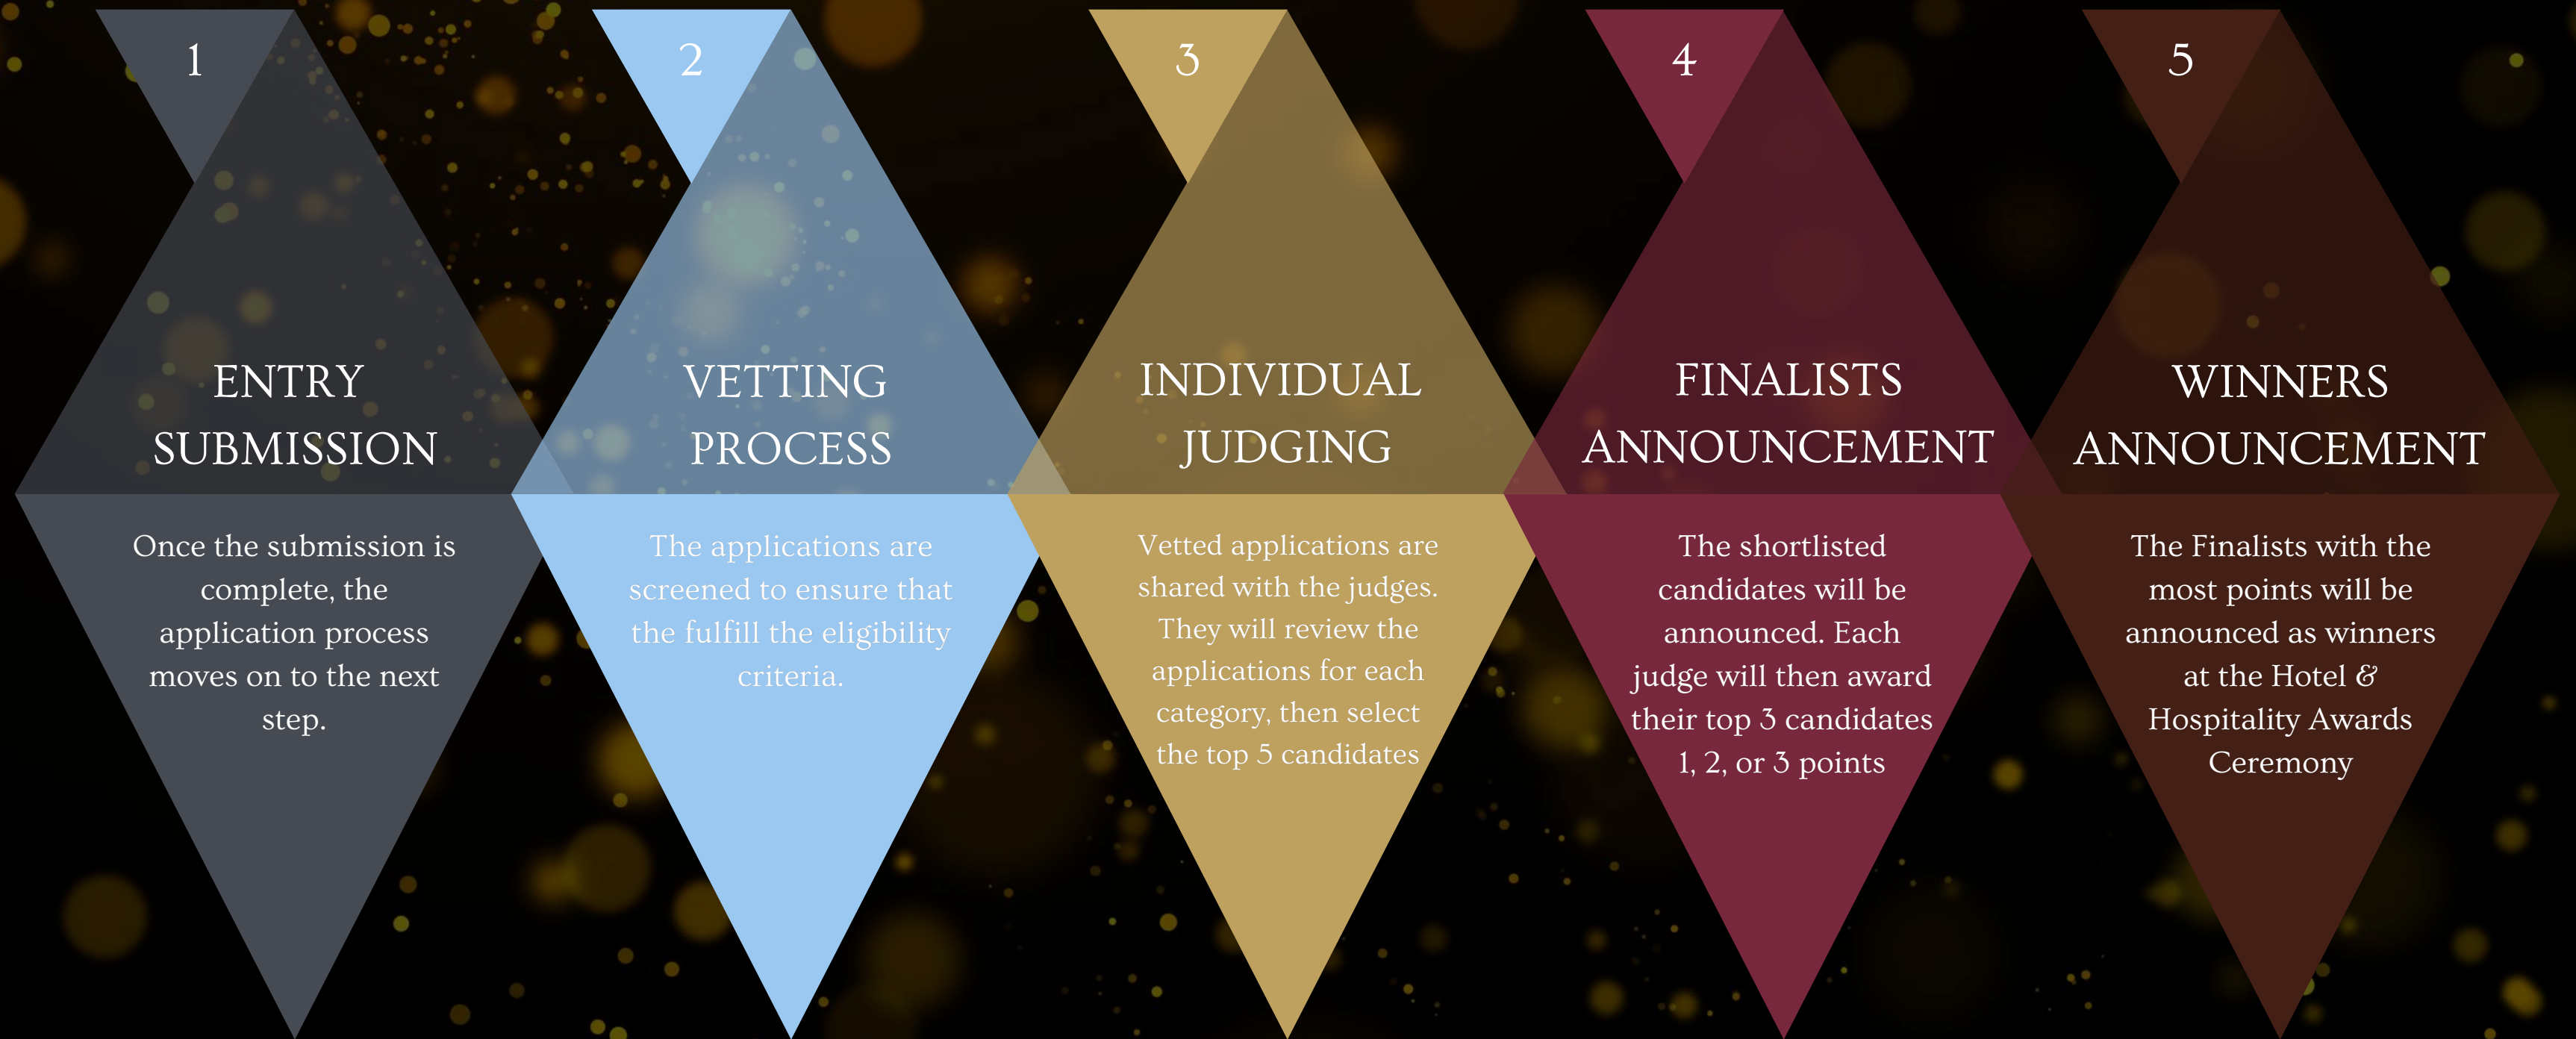 1
ENTRY
SUBMISSION
Once the submission is
complete, the
application process
moves on to the next
step.
2
VETTING
PROCESS
The applications are
screened to ensure that
the fulfill the eligibility
criteria.
3
INDIVIDUAL
JUDGING
Vetted applications are
shared with the judges.
They will review the
applications for each
category, then select
the top 5 candidates
4
FINALISTS
ANNOUNCEMENT
The shortlisted
candidates will be
announced. Each
judge will then award
their top 3 candidates
1, 2, or 3 points
5
WINNERS
ANNOUNCEMENT
The Finalists with the
most points will be
announced as winners
at the Hotel &
Hospitality Awards
Ceremony